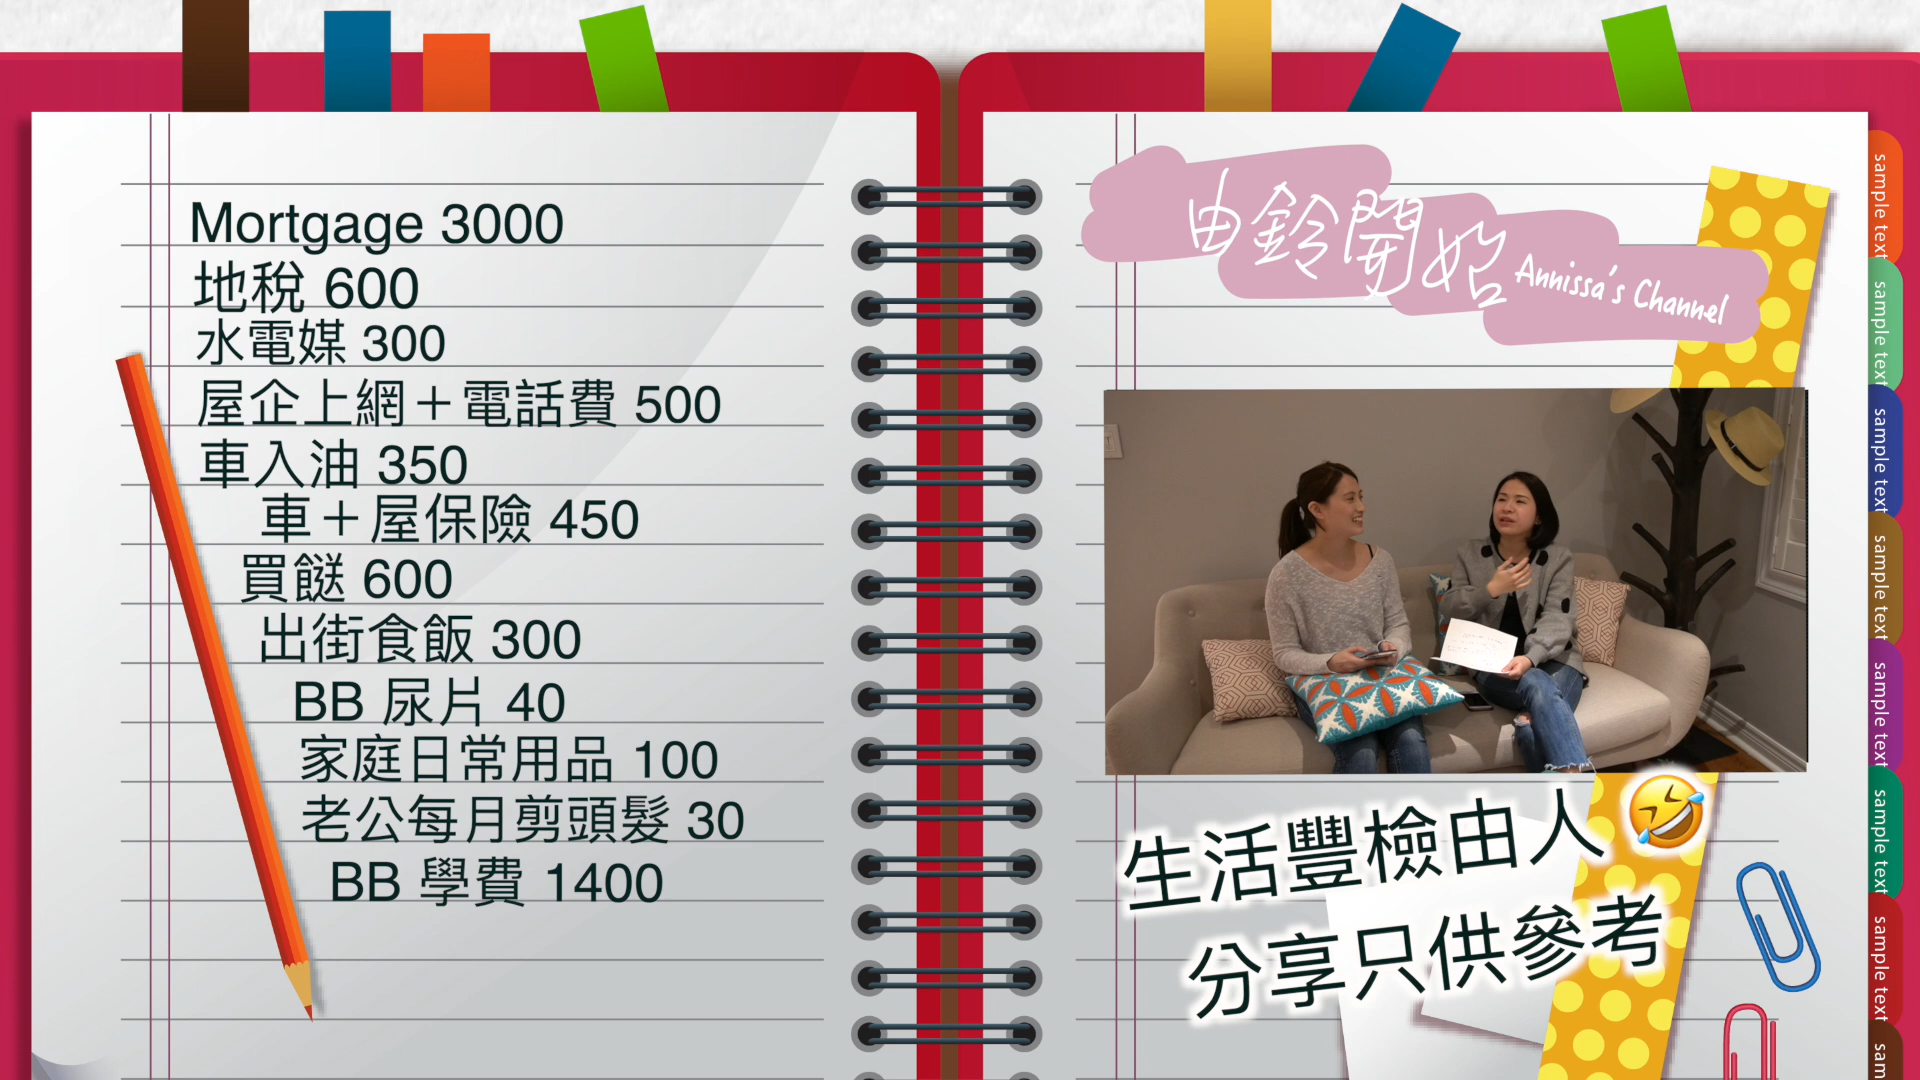 Mortgage 3000
地稅 600
水電媒 300
屋企上網＋電話費 500
車入油 350
車＋屋保險 450
買餸 600
出街食飯 300
BB 尿片 40
家庭日常用品 100
老公每月剪頭髮 30
BB 學費 1400
由鈴開始 Annissa's Channel
生活豐檢由人🤣
分享只供參考
sample text
sample text
sample text
sample text
sample text
sample text
sample text
sam